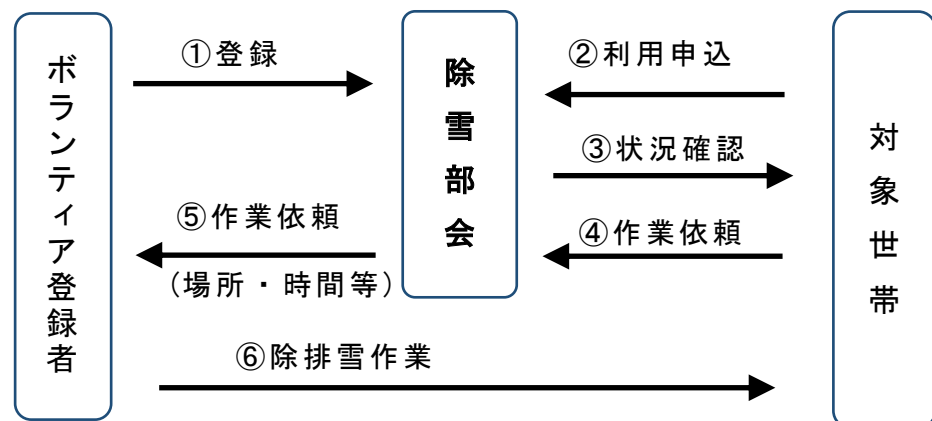 ボランティア登録者
①登録
除雪部会
②利用申込
③状況確認
対象世帯
⑤作業依頼
(場所・時間等)
④作業依頼
⑥除排雪作業